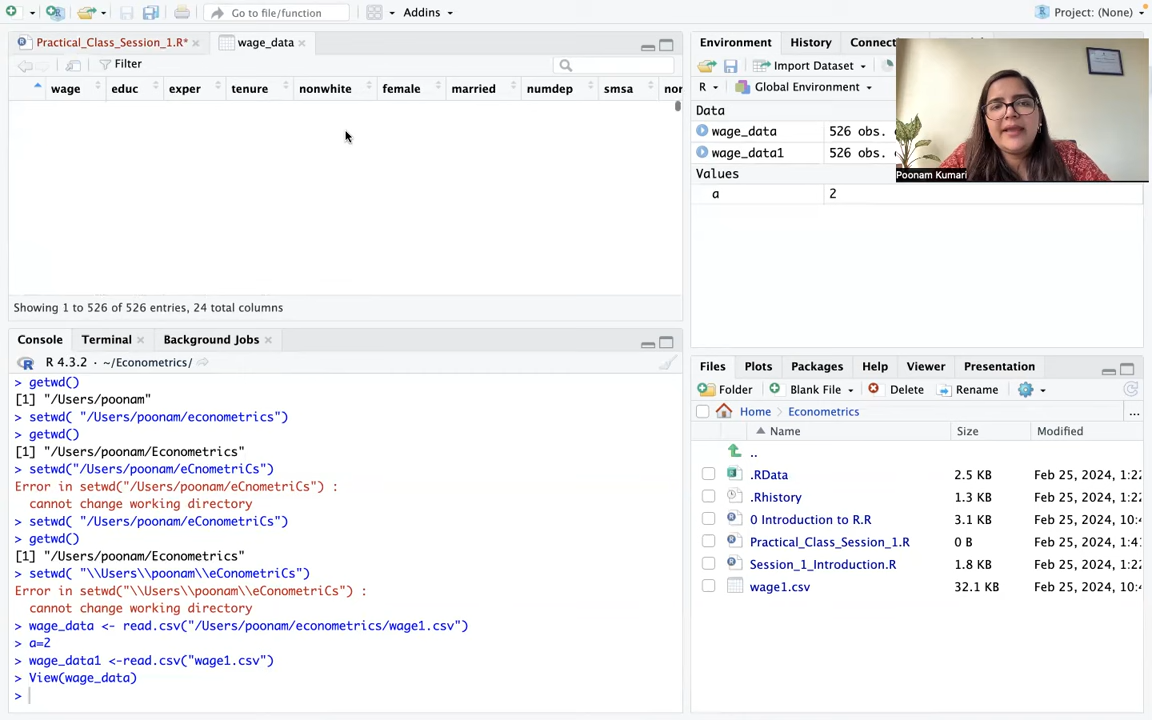 Go to file/function
Addins
Project: (None)
Practical_Class_Session_1.R*
wage_data
Filter
wage educ exper tenure nonwhite female married numdep smsa
Showing 1 to 526 of 526 entries, 24 total columns
Console Terminal Background Jobs
R 4.3.2 · ~/Econometrics/
> getwd()
[1] "/Users/poonam"
> setwd( "/Users/poonam/econometrics")
> getwd()
[1] "/Users/poonam/Econometrics"
> setwd("/Users/poonam/eCnometriCs")
Error in setwd("/Users/poonam/eCnometriCs") :
cannot change working directory
> setwd( "/Users/poonam/eConometriCs")
> getwd()
[1] "/Users/poonam/Econometrics"
> setwd( "\\Users\\poonam\\eConometriCs")
Error in setwd("\\Users\\poonam\\eConometriCs") :
cannot change working directory
> wage_data <- read.csv("/Users/poonam/econometrics/wage1.csv")
> a=2
> wage_data1 <-read.csv("wage1.csv")
> View(wage_data)
>
Environment History Connect
Import Dataset
R Global Environment
Data
wage_data 526 obs.
wage_data1 526 obs.
Values
a 2
Poonam Kumari
Files Plots Packages Help Viewer Presentation
Folder Blank File Delete Rename
Home Econometrics ...
Name Size Modified
..
.RData 2.5 KB Feb 25, 2024, 1:22
.Rhistory 1.3 KB Feb 25, 2024, 1:22
0 Introduction to R.R 3.1 KB Feb 25, 2024, 10:4
Practical_Class_Session_1.R 0 B Feb 25, 2024, 1:41
Session_1_Introduction.R 1.8 KB Feb 25, 2024, 1:22
wage1.csv 32.1 KB Feb 25, 2024, 10:4